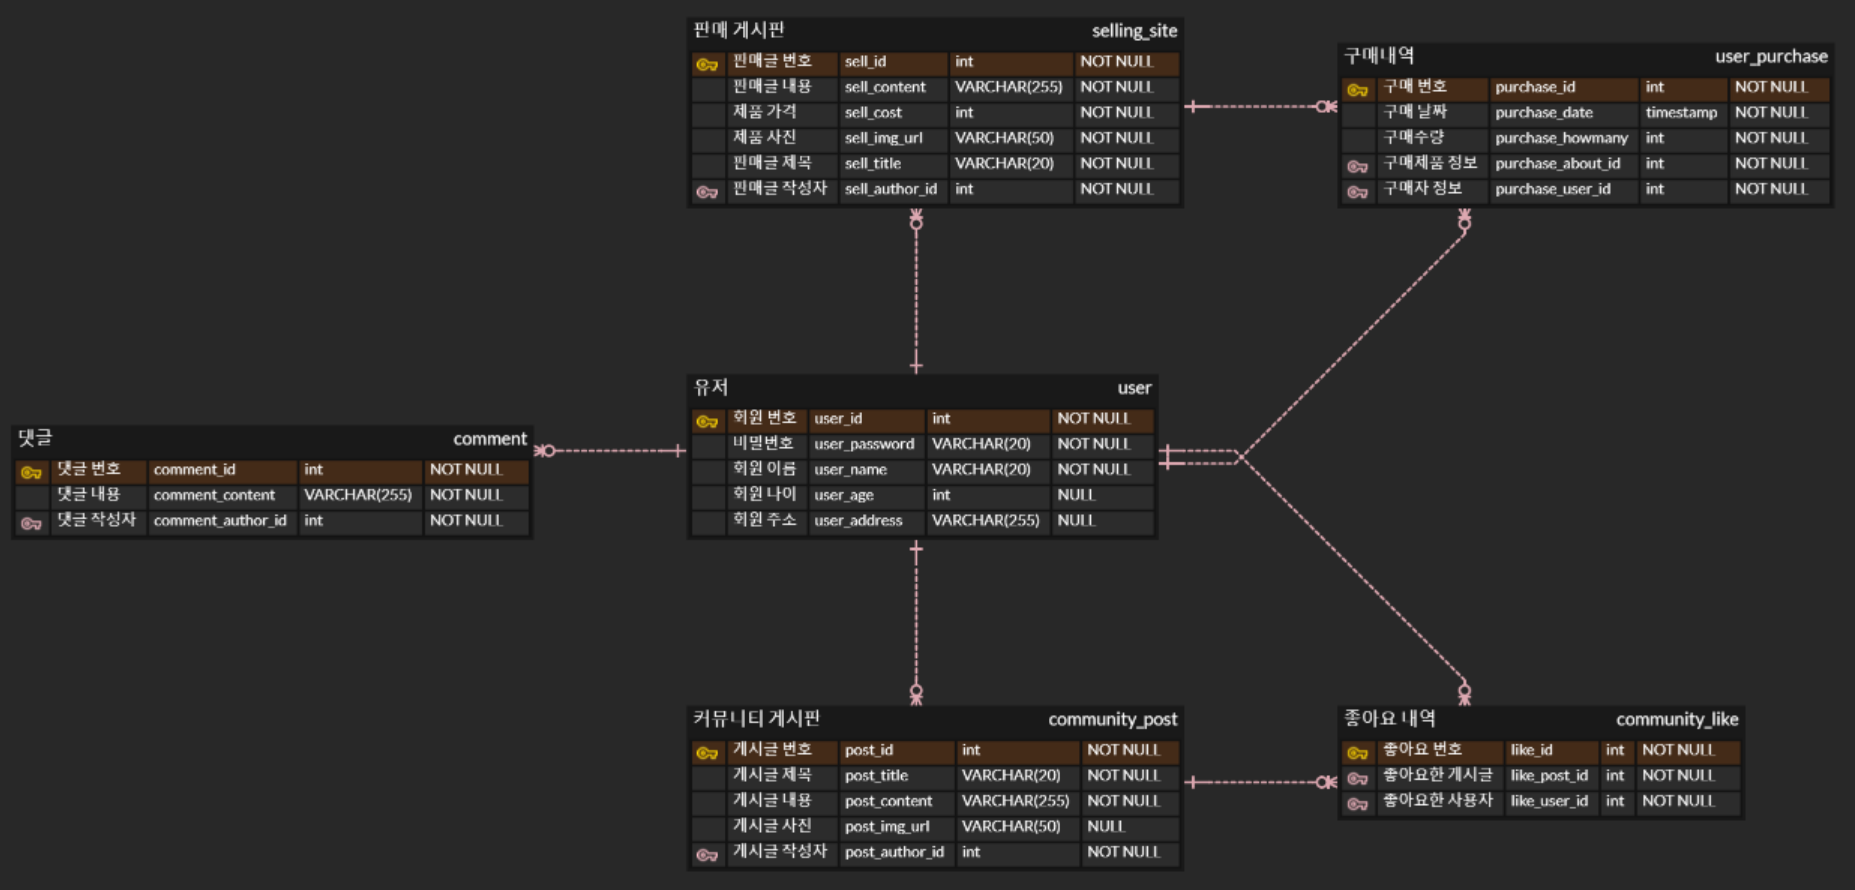 판매 게시판 selling_site
판매글 번호 sell_id int NOT NULL
판매글 내용 sell_content VARCHAR(255) NOT NULL
제품 가격 sell_cost int NOT NULL
제품 사진 sell_img_url VARCHAR(50) NOT NULL
판매글 제목 sell_title VARCHAR(20) NOT NULL
판매글 작성자 sell_author_id int NOT NULL
구매내역 user_purchase
구매 번호 purchase_id int NOT NULL
구매 날짜 purchase_date timestamp NOT NULL
구매수량 purchase_howmany int NOT NULL
구매제품 정보 purchase_about_id int NOT NULL
구매자 정보 purchase_user_id int NOT NULL
유저 user
회원 번호 user_id int NOT NULL
비밀번호 user_password VARCHAR(20) NOT NULL
회원 이름 user_name VARCHAR(20) NOT NULL
회원 나이 user_age int NULL
회원 주소 user_address VARCHAR(255) NULL
댓글 comment
댓글 번호 comment_id int NOT NULL
댓글 내용 comment_content VARCHAR(255) NOT NULL
댓글 작성자 comment_author_id int NOT NULL
커뮤니티 게시판 community_post
게시글 번호 post_id int NOT NULL
게시글 제목 post_title VARCHAR(20) NOT NULL
게시글 내용 post_content VARCHAR(255) NOT NULL
게시글 사진 post_img_url VARCHAR(50) NULL
게시글 작성자 post_author_id int NOT NULL
좋아요 내역 community_like
좋아요 번호 like_id int NOT NULL
좋아요한 게시글 like_post_id int NOT NULL
좋아요한 사용자 like_user_id int NOT NULL